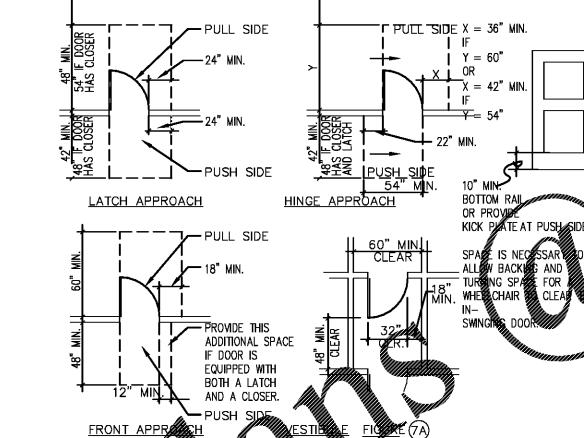 48" MIN.
54" IF DOOR
HAS CLOSER
PULL SIDE
24" MIN.
24" MIN.
42" MIN.
48" IF DOOR
HAS CLOSER
PUSH SIDE
LATCH APPROACH
PULL SIDE
X = 36" MIN.
IF
Y = 60"
OR
X = 42" MIN.
IF
Y = 54"
Y
X
22" MIN.
42" MIN.
48" IF DOOR
HAS CLOSER
AND LATCH
PUSH SIDE
54" MIN.
HINGE APPROACH
10" MIN.
BOTTOM RAIL
OR PROVIDE
KICK PLATE AT PUSH SIDE
SPACE IS NECESSARY TO
ALLOW BACKING AND
TURNING SPACE FOR A
WHEELCHAIR TO CLEAR
IN-
SWINGING DOOR.
60" MIN.
PULL SIDE
18" MIN.
48" MIN.
PROVIDE THIS
ADDITIONAL SPACE
IF DOOR IS
EQUIPPED WITH
BOTH A LATCH
AND A CLOSER.
12" MIN.
PUSH SIDE
FRONT APPROACH
60" MIN.
CLEAR
18"
MIN.
32"
CLR.
48" MIN.
CLEAR
VESTIBULE FIGURE 7A
ons @